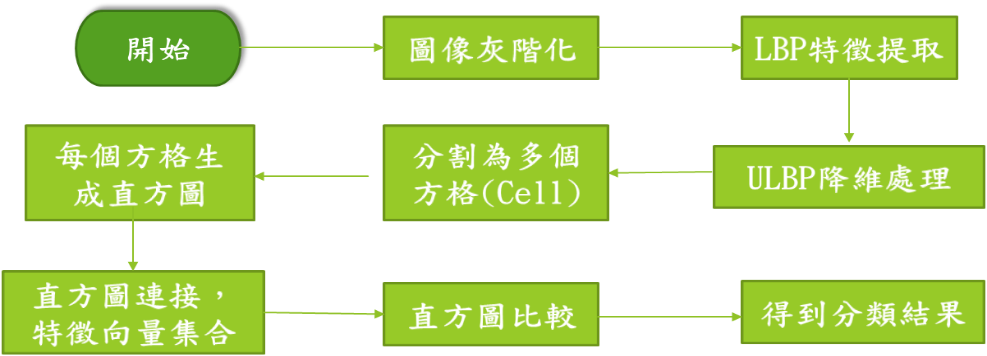 開始
圖像灰階化
LBP特徵提取
ULBP降維處理
分割為多個
方格(Cell)
每個方格生
成直方圖
直方圖連接，
特徵向量集合
直方圖比較
得到分類結果